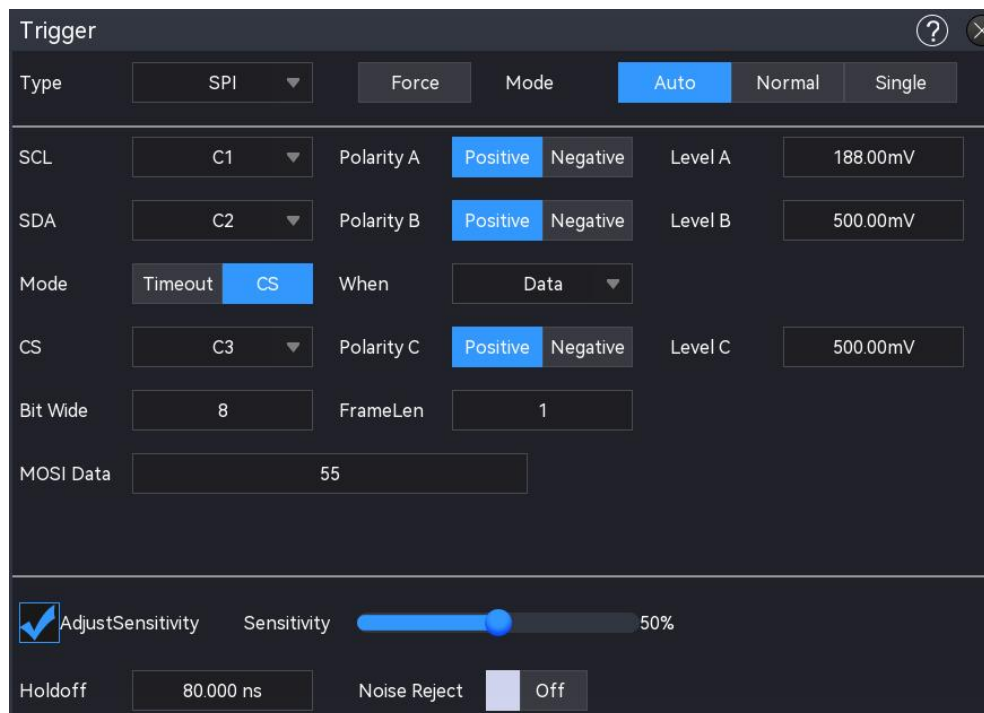 Trigger ?
Type SPI Force Mode Auto Normal Single
SCL C1 Polarity A Positive Negative Level A 188.00mV
SDA C2 Polarity B Positive Negative Level B 500.00mV
Mode Timeout CS When Data
CS C3 Polarity C Positive Negative Level C 500.00mV
Bit Wide 8 FrameLen 1
MOSI Data 55
AdjustSensitivity Sensitivity 50%
Holdoff 80.000 ns Noise Reject Off